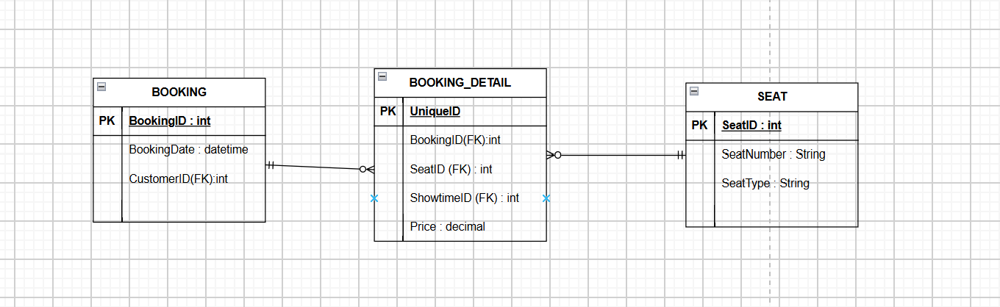 BOOKING
PK BookingID : int
BookingDate : datetime
CustomerID(FK):int
BOOKING_DETAIL
PK UniqueID
BookingID(FK):int
SeatID (FK) : int
ShowtimeID (FK) : int
Price : decimal
SEAT
PK SeatID : int
SeatNumber : String
SeatType : String